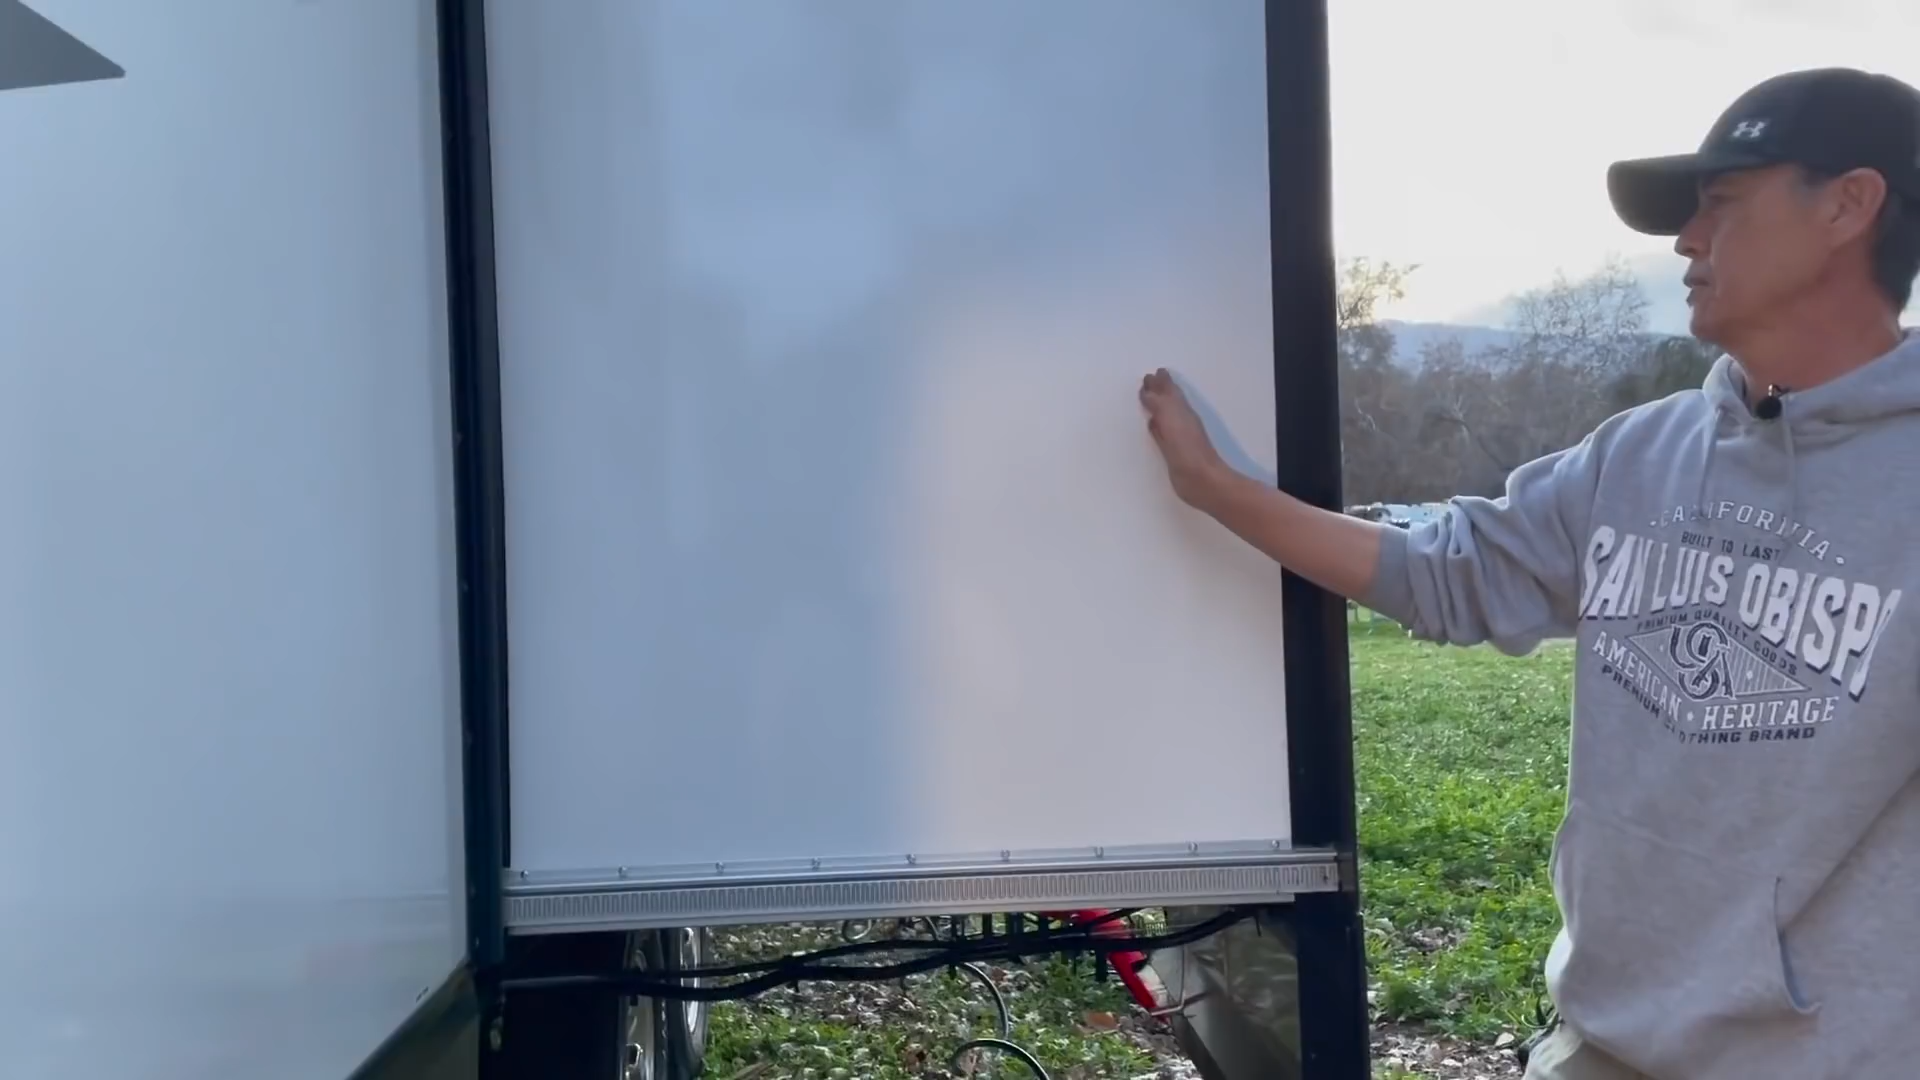 ·CALIFORNIA·
BUILT TO LAST
SAN LUIS OBISPO
PREMIUM QUALITY GOODS
AMERICAN · HERITAGE
PREMIUM CLOTHING BRAND